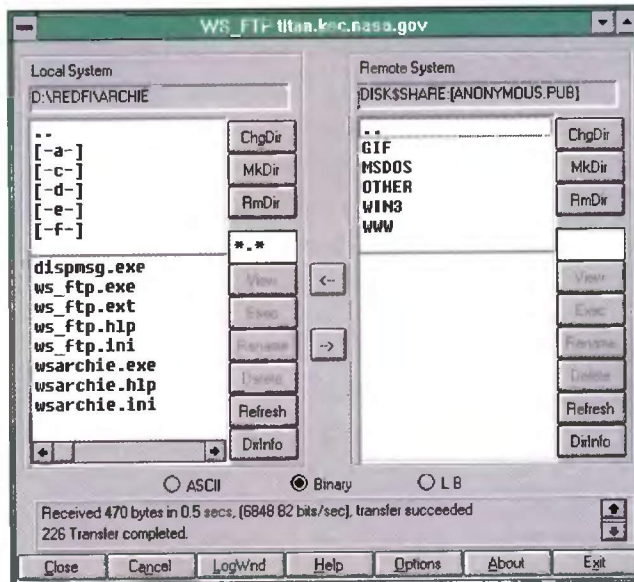 WS_FTP titan.ksc.nasa.gov
Local System
D:\REDFI\ARCHIE
..
[-a-]
[-c-]
[-d-]
[-e-]
[-f-]
ChgDir
MkDir
RmDir
*.*
dispmsg.exe
ws_ftp.exe
ws_ftp.ext
ws_ftp.hlp
ws_ftp.ini
wsarchie.exe
wsarchie.hlp
wsarchie.ini
View
Exec
Rename
Delete
Refresh
DirInfo
<--
-->
Remote System
DISK$SHARE:[ANONYMOUS.PUB]
..
GIF
MSDOS
OTHER
WIN3
WWW
ChgDir
MkDir
RmDir
View
Exec
Rename
Delete
Refresh
DirInfo
ASCII Binary L 8
Received 470 bytes in 0.5 secs, (6848 82 bits/sec), transfer succeeded
226 Transfer completed.
Close Cancel LogWnd Help Options About Exit